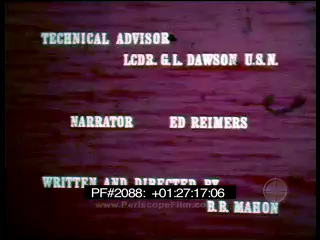 TECHNICAL ADVISOR
LCDR. G. L. DAWSON U.S.N.
NARRATOR ED REIMERS
WRITTEN AND DIRECTED BY
PF#2088: +01:27:17:06
www.PeriscopeFilm.com
B. B. MAHON